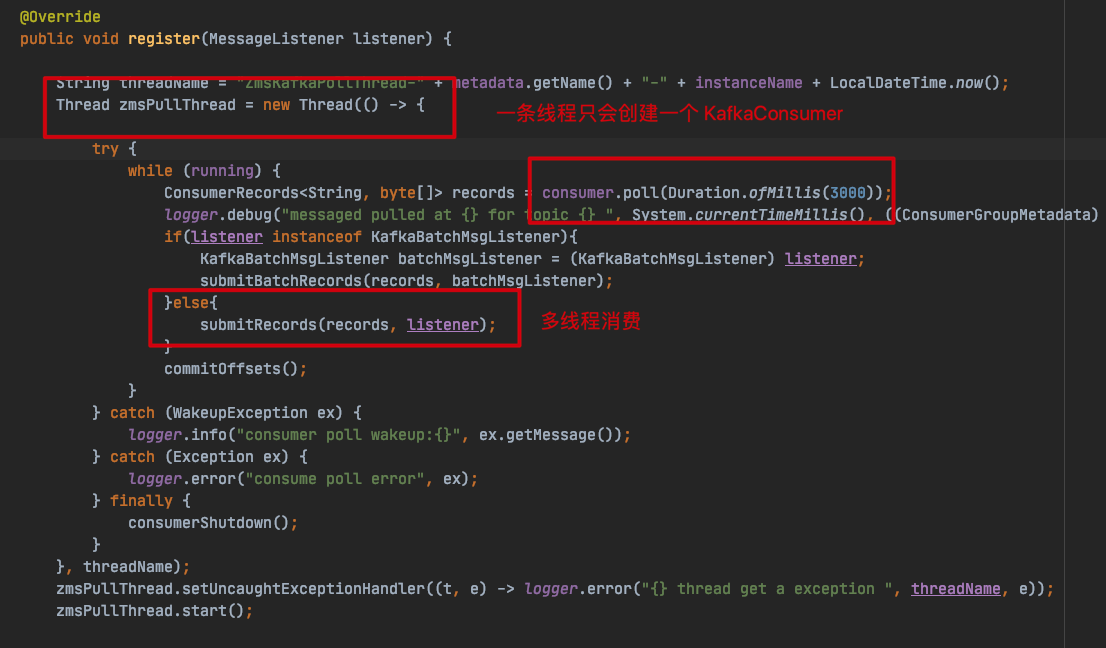 @Override
public void register(MessageListener listener) {
String threadName = "ZmsKafkaPollThread-" + metadata.getName() + "-" + instanceName + LocalDateTime.now();
Thread zmsPullThread = new Thread(() -> {
一条线程只会创建一个 KafkaConsumer
try {
while (running) {
ConsumerRecords<String, byte[]> records = consumer.poll(Duration.ofMillis(3000));
logger.debug("messaged pulled at {} for topic {} ", System.currentTimeMillis(), ((ConsumerGroupMetadata)
if(listener instanceof KafkaBatchMsgListener){
KafkaBatchMsgListener batchMsgListener = (KafkaBatchMsgListener) listener;
submitBatchRecords(records, batchMsgListener);
}else{
submitRecords(records, listener);
多线程消费
}
commitOffsets();
}
} catch (WakeupException ex) {
logger.info("consumer poll wakeup:{}", ex.getMessage());
} catch (Exception ex) {
logger.error("consume poll error", ex);
} finally {
consumerShutdown();
}
}, threadName);
zmsPullThread.setUncaughtExceptionHandler((t, e) -> logger.error("{} thread get a exception ", threadName, e));
zmsPullThread.start();